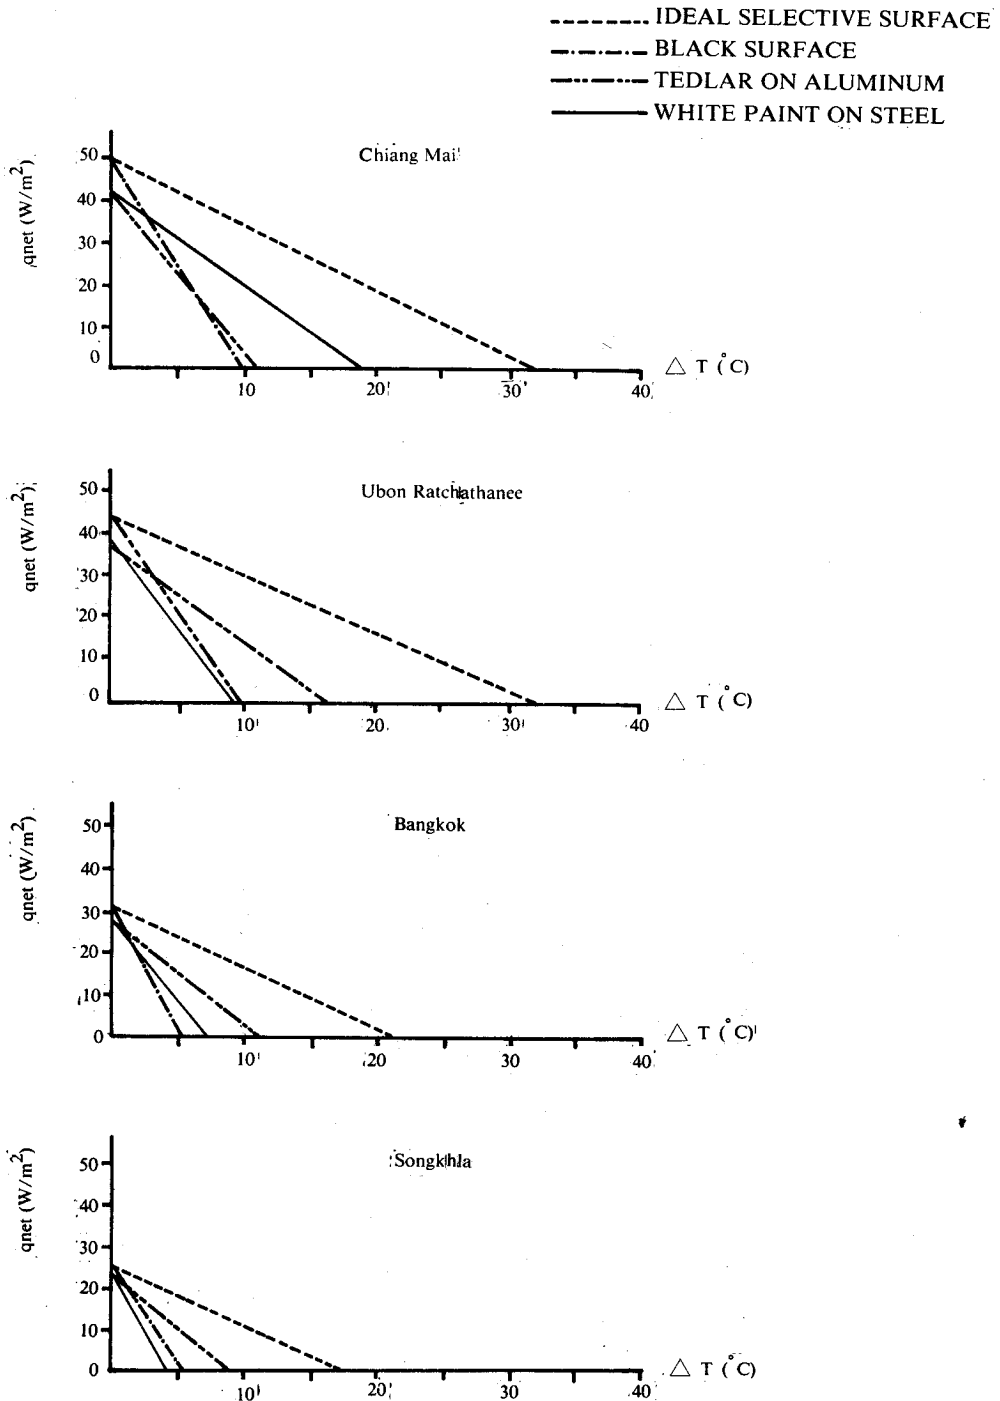 IDEAL SELECTIVE SURFACE
BLACK SURFACE
TEDLAR ON ALUMINUM
WHITE PAINT ON STEEL
Chiang Mai
qnet (W/m²)
50
40
30
20
10
0
10
20
30
40
△ T (°C)
Ubon Ratchathanee
qnet (W/m²)
50
40
30
20
10
0
10
20
30
40
△ T (°C)
Bangkok
qnet (W/m²)
50
40
30
20
10
0
10
20
30
40
△ T (°C)
Songkhla
qnet (W/m²)
50
40
30
20
10
0
10
20
30
40
△ T (°C)